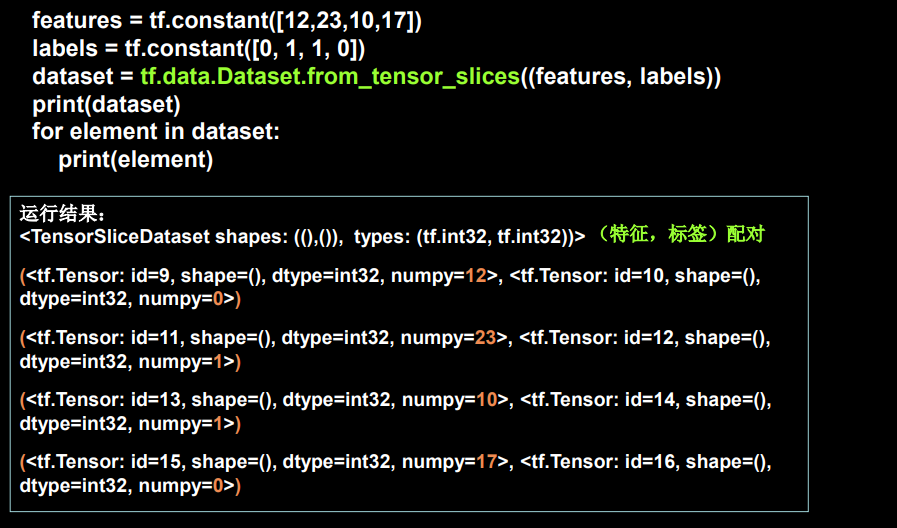 features = tf.constant([12,23,10,17])
labels = tf.constant([0, 1, 1, 0])
dataset = tf.data.Dataset.from_tensor_slices((features, labels))
print(dataset)
for element in dataset:
    print(element)
运行结果：
<TensorSliceDataset shapes: ((),()),  types: (tf.int32, tf.int32))> （特征，标签）配对
(<tf.Tensor: id=9, shape=(), dtype=int32, numpy=12>, <tf.Tensor: id=10, shape=(),
dtype=int32, numpy=0>)
(<tf.Tensor: id=11, shape=(), dtype=int32, numpy=23>, <tf.Tensor: id=12, shape=(),
dtype=int32, numpy=1>)
(<tf.Tensor: id=13, shape=(), dtype=int32, numpy=10>, <tf.Tensor: id=14, shape=(),
dtype=int32, numpy=1>)
(<tf.Tensor: id=15, shape=(), dtype=int32, numpy=17>, <tf.Tensor: id=16, shape=(),
dtype=int32, numpy=0>)